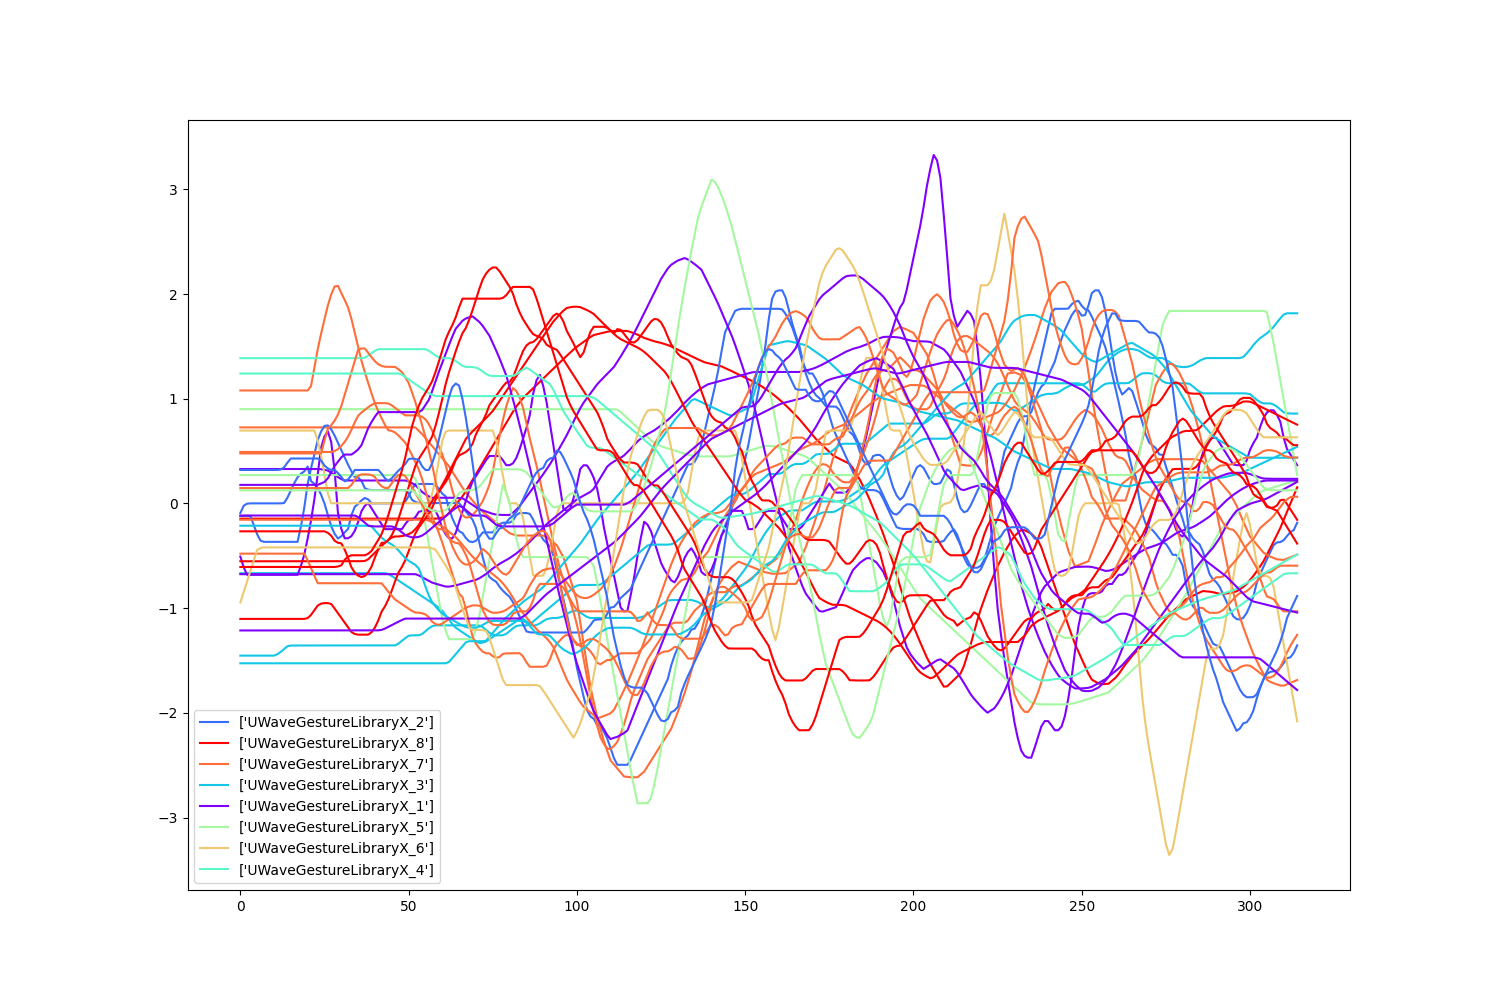 3
2
1
0
−1
−2
−3
['UWaveGestureLibraryX_2']
['UWaveGestureLibraryX_8']
['UWaveGestureLibraryX_7']
['UWaveGestureLibraryX_3']
['UWaveGestureLibraryX_1']
['UWaveGestureLibraryX_5']
['UWaveGestureLibraryX_6']
['UWaveGestureLibraryX_4']
0 50 100 150 200 250 300